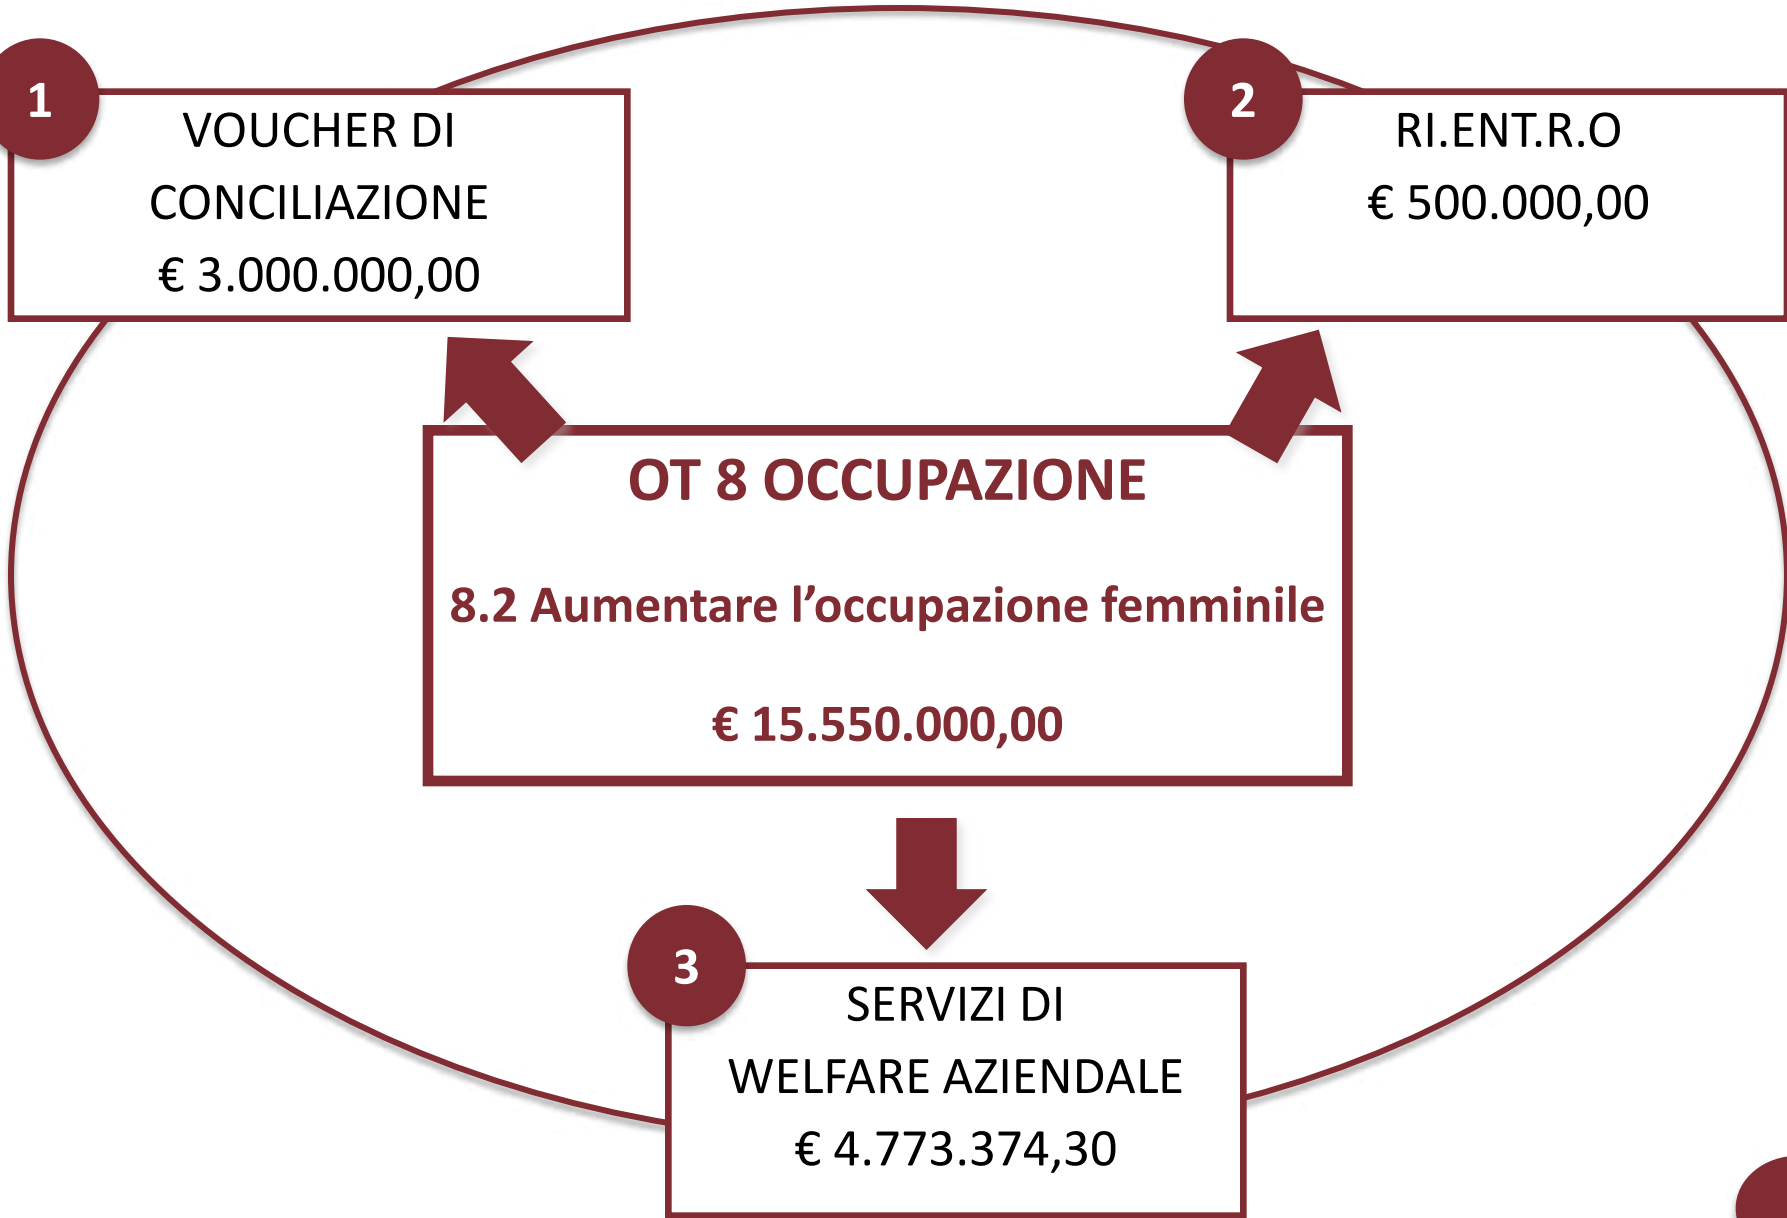 1
VOUCHER DI
CONCILIAZIONE
€ 3.000.000,00
2
RI.ENT.R.O
€ 500.000,00
OT 8 OCCUPAZIONE
8.2 Aumentare l’occupazione femminile
€ 15.550.000,00
3
SERVIZI DI
WELFARE AZIENDALE
€ 4.773.374,30